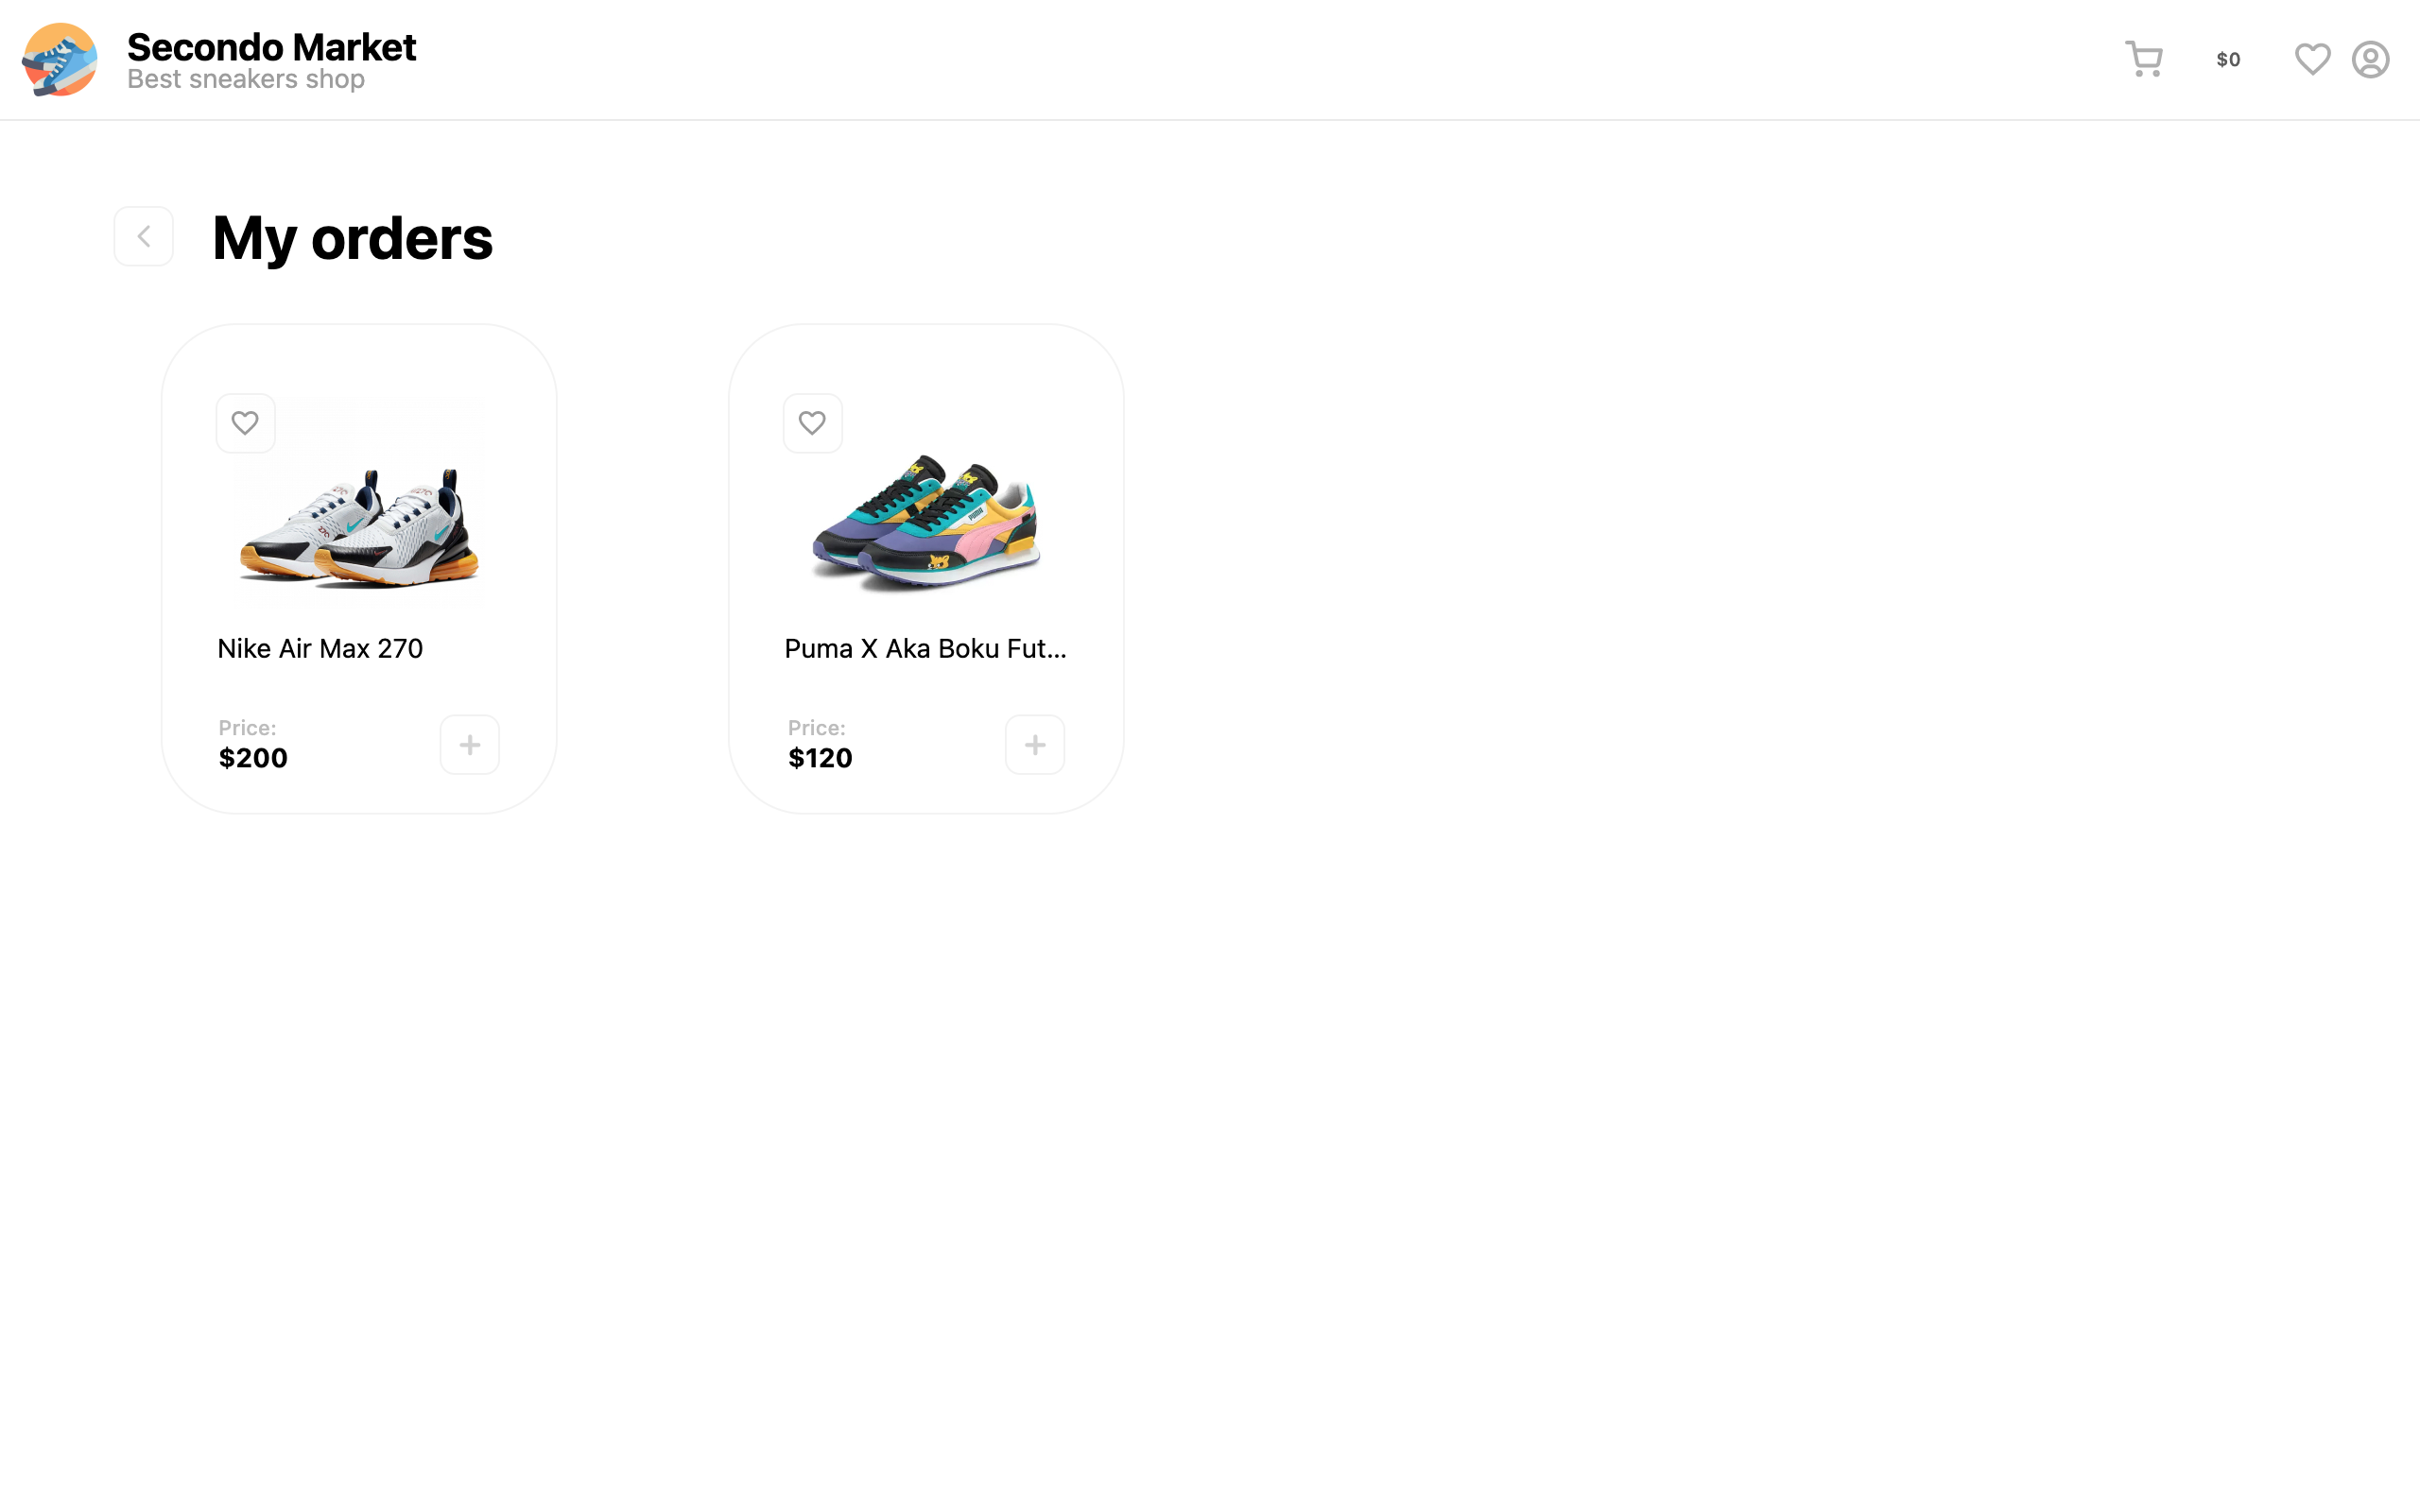 Secondo Market
Best sneakers shop
$0
My orders
Nike Air Max 270
Price:
$200
Puma X Aka Boku Fut...
Price:
$120